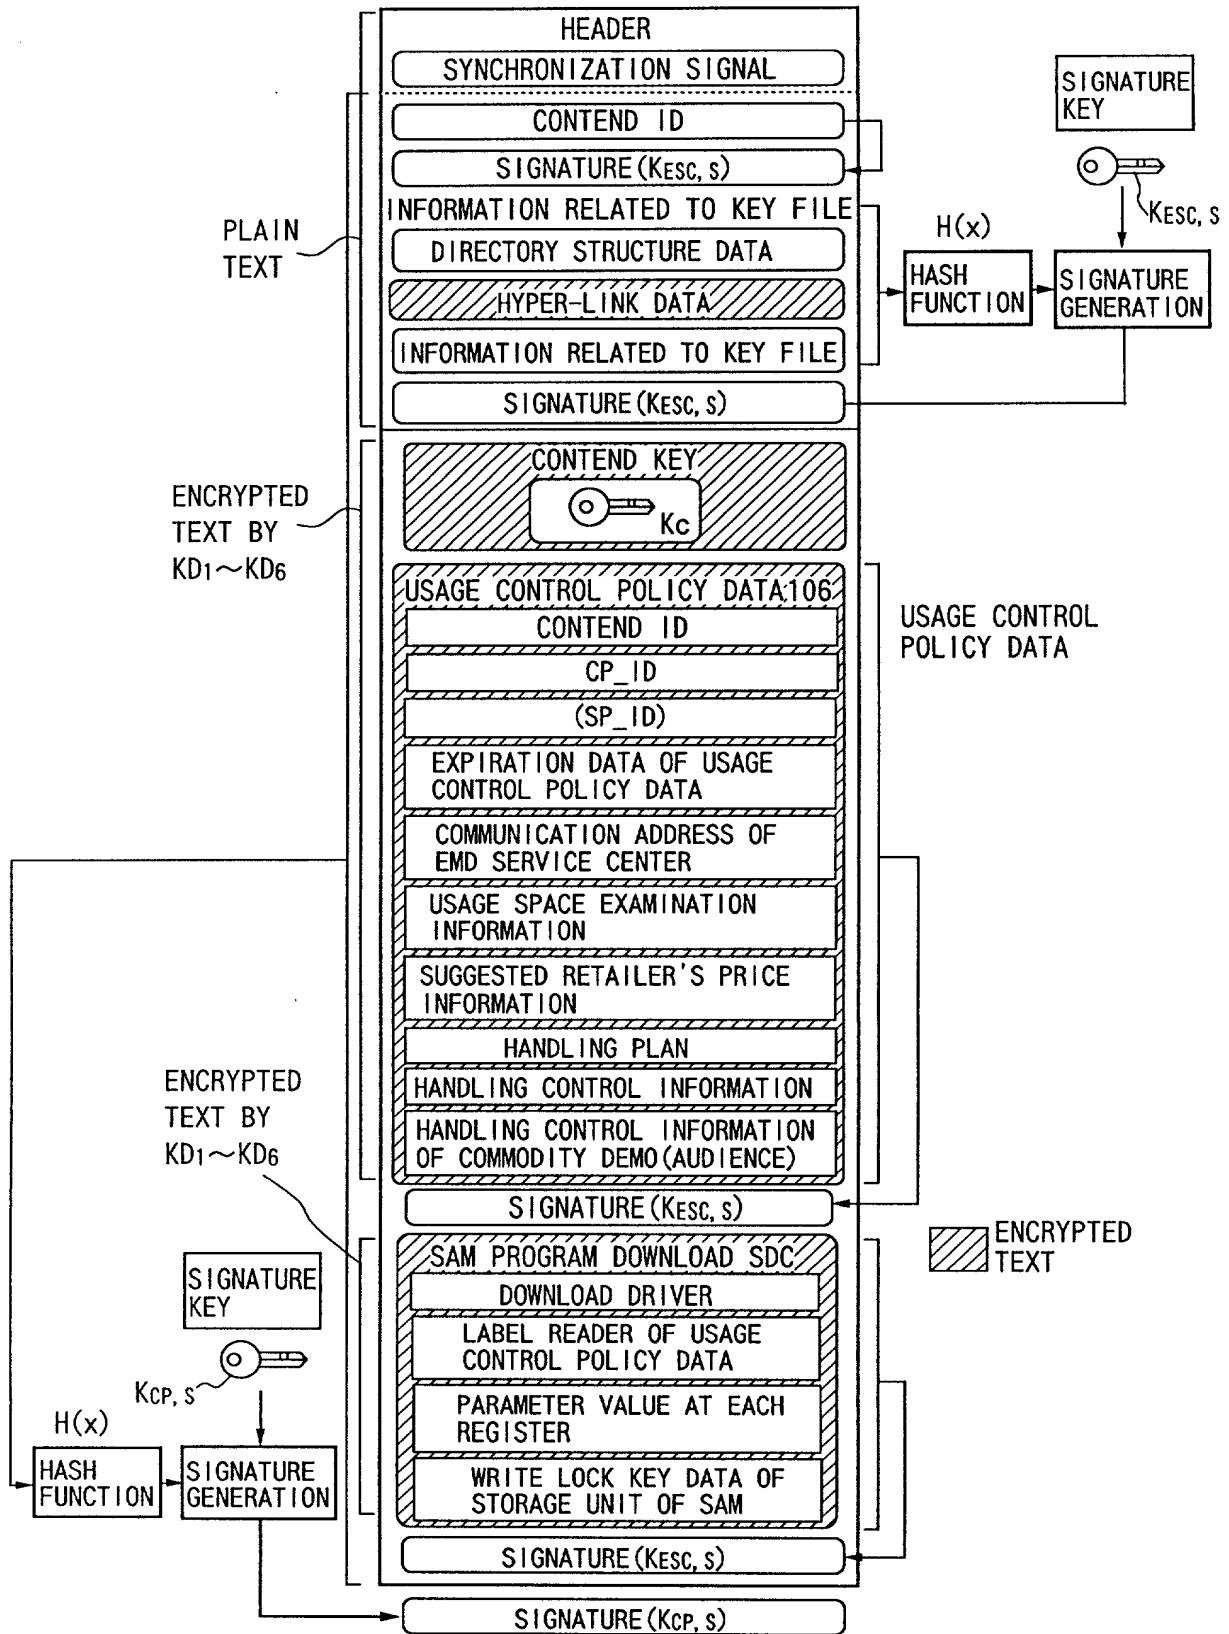 HEADER
SYNCHRONIZATION SIGNAL
CONTEND ID
SIGNATURE(KESC, S)
INFORMATION RELATED TO KEY FILE
DIRECTORY STRUCTURE DATA
HYPER-LINK DATA
INFORMATION RELATED TO KEY FILE
SIGNATURE(KESC, S)
PLAIN
TEXT
SIGNATURE
KEY
KESC, S
H(x)
HASH
FUNCTION
SIGNATURE
GENERATION
ENCRYPTED
TEXT BY
KD1~KD6
CONTEND KEY
Kc
USAGE CONTROL POLICY DATA:106
CONTEND ID
CP_ID
(SP_ID)
EXPIRATION DATA OF USAGE
CONTROL POLICY DATA
COMMUNICATION ADDRESS OF
EMD SERVICE CENTER
USAGE SPACE EXAMINATION
INFORMATION
SUGGESTED RETAILER'S PRICE
INFORMATION
HANDLING PLAN
HANDLING CONTROL INFORMATION
HANDLING CONTROL INFORMATION
OF COMMODITY DEMO(AUDIENCE)
USAGE CONTROL
POLICY DATA
SIGNATURE(KESC, S)
ENCRYPTED
TEXT BY
KD1~KD6
SAM PROGRAM DOWNLOAD SDC
DOWNLOAD DRIVER
LABEL READER OF USAGE
CONTROL POLICY DATA
PARAMETER VALUE AT EACH
REGISTER
WRITE LOCK KEY DATA OF
STORAGE UNIT OF SAM
SIGNATURE(KESC, S)
ENCRYPTED
TEXT
SIGNATURE
KEY
KCP, S
H(x)
HASH
FUNCTION
SIGNATURE
GENERATION
SIGNATURE(KCP, S)